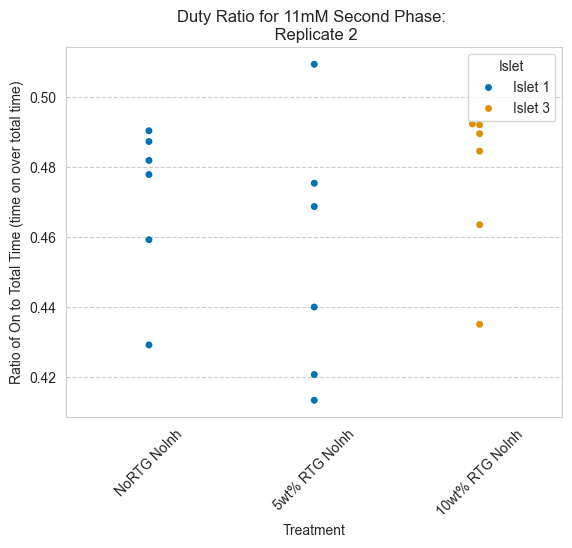 Duty Ratio for 11mM Second Phase:
Replicate 2
Ratio of On to Total Time (time on over total time)
0.50
0.48
0.46
0.44
0.42
Islet
Islet 1
Islet 3
NoRTG NoInh
5wt% RTG NoInh
10wt% RTG NoInh
Treatment